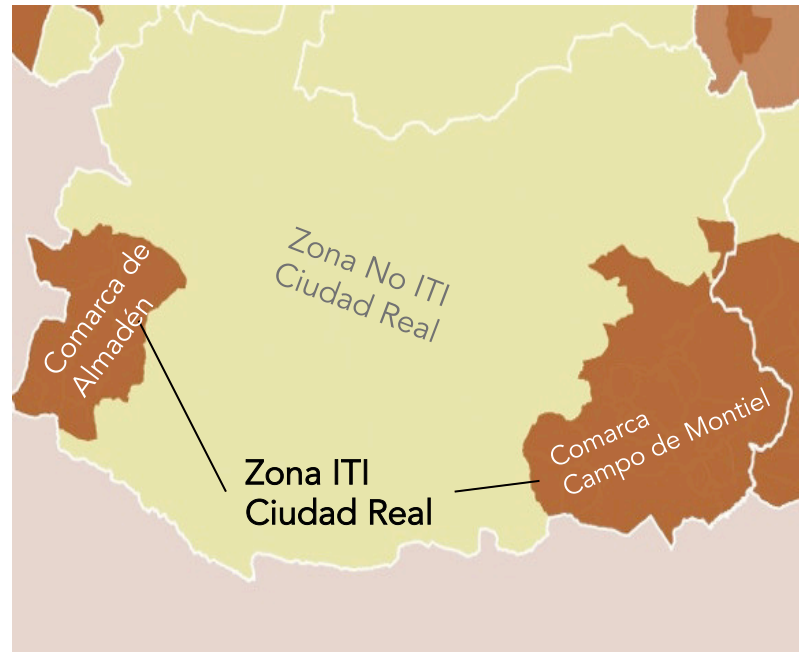 Zona No ITI
Ciudad Real
Comarca de
Almadén
Comarca
Campo de Montiel
Zona ITI
Ciudad Real